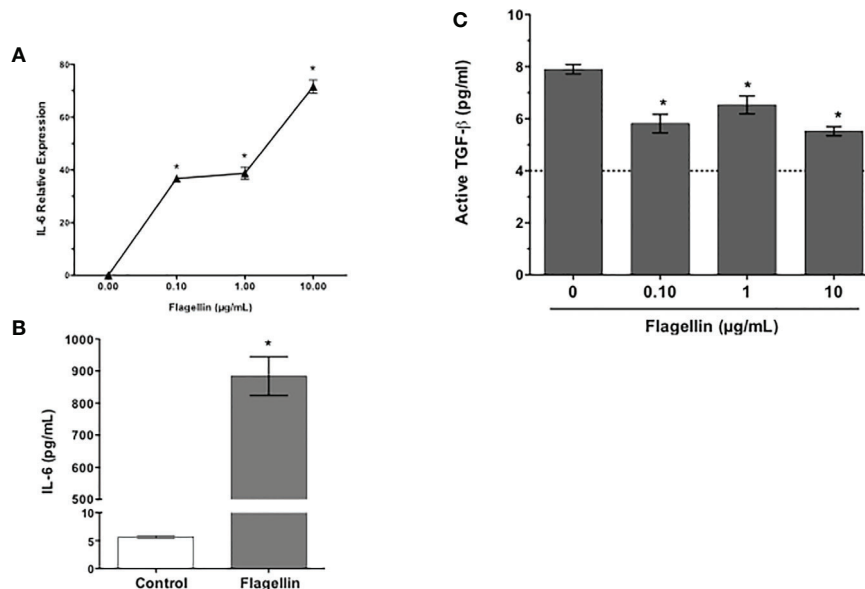 A
IL-6 Relative Expression
80
60
40
20
0
*
*
*
0.00 0.10 1.00 10.00
Flagellin (µg/mL)
B
IL-6 (pg/mL)
1000
900
800
700
600
500
10
5
0
*
Control Flagellin
C
Active TGF-β (pg/ml)
10
8
6
4
2
0
*
*
*
0 0.10 1 10
Flagellin (µg/mL)